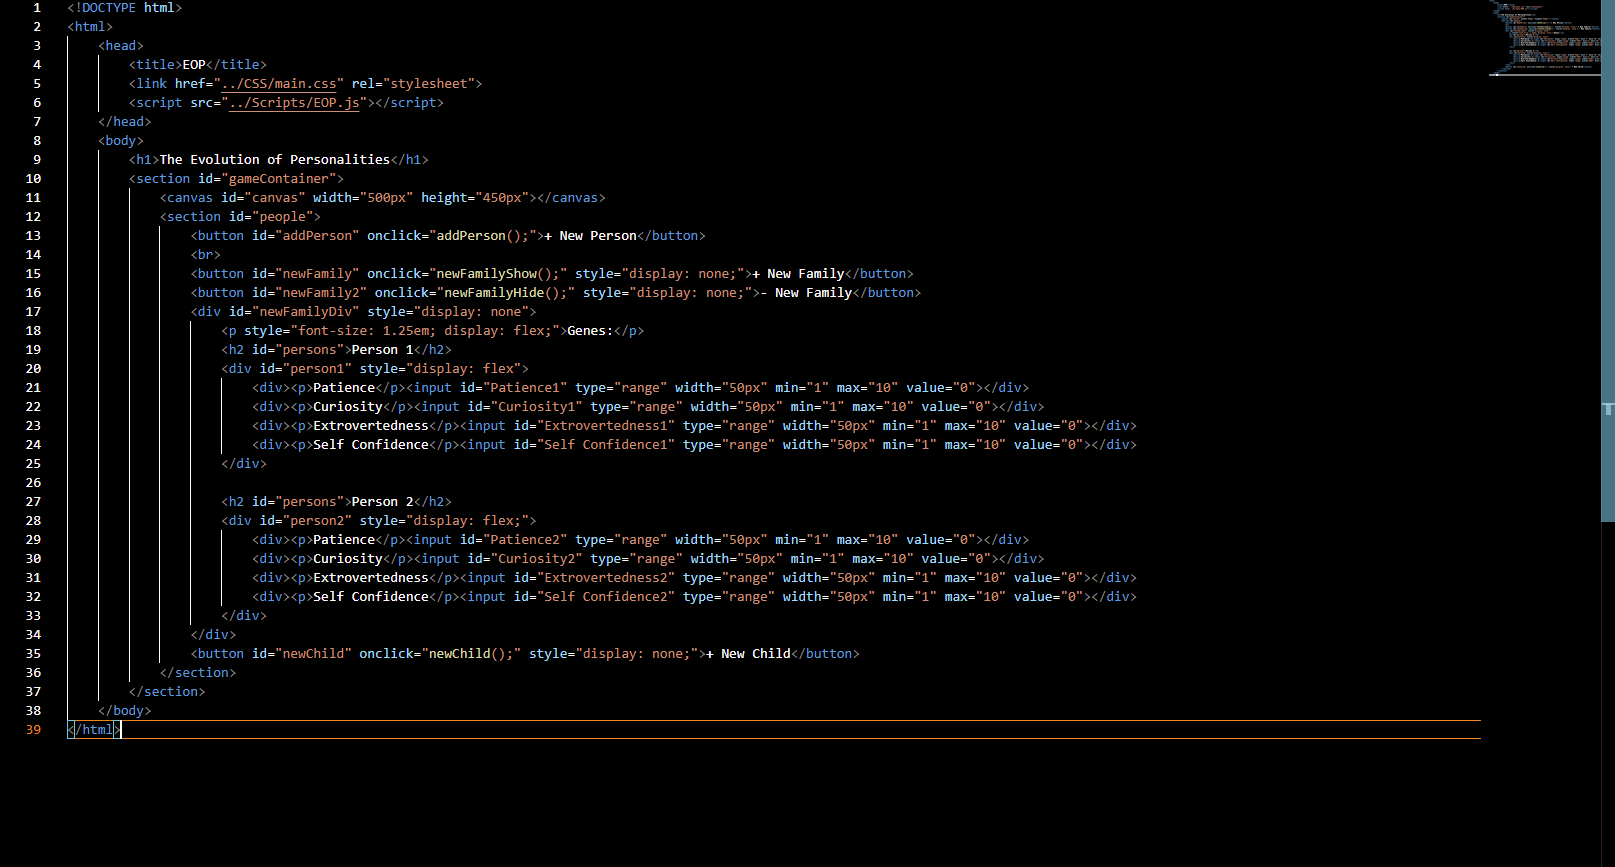 1 <!DOCTYPE html>
2 <html>
3 <head>
4 <title>EOP</title>
5 <link href="../CSS/main.css" rel="stylesheet">
6 <script src="../Scripts/EOP.js"></script>
7 </head>
8 <body>
9 <h1>The Evolution of Personalities</h1>
10 <section id="gameContainer">
11 <canvas id="canvas" width="500px" height="450px"></canvas>
12 <section id="people">
13 <button id="addPerson" onclick="addPerson();">+ New Person</button>
14 <br>
15 <button id="newFamily" onclick="newFamilyShow();" style="display: none;">+ New Family</button>
16 <button id="newFamily2" onclick="newFamilyHide();" style="display: none;">- New Family</button>
17 <div id="newFamilyDiv" style="display: none">
18 <p style="font-size: 1.25em; display: flex;">Genes:</p>
19 <h2 id="persons">Person 1</h2>
20 <div id="person1" style="display: flex">
21 <div><p>Patience</p><input id="Patience1" type="range" width="50px" min="1" max="10" value="0"></div>
22 <div><p>Curiosity</p><input id="Curiosity1" type="range" width="50px" min="1" max="10" value="0"></div>
23 <div><p>Extrovertedness</p><input id="Extrovertedness1" type="range" width="50px" min="1" max="10" value="0"></div>
24 <div><p>Self Confidence</p><input id="Self Confidence1" type="range" width="50px" min="1" max="10" value="0"></div>
25 </div>
26
27 <h2 id="persons">Person 2</h2>
28 <div id="person2" style="display: flex;">
29 <div><p>Patience</p><input id="Patience2" type="range" width="50px" min="1" max="10" value="0"></div>
30 <div><p>Curiosity</p><input id="Curiosity2" type="range" width="50px" min="1" max="10" value="0"></div>
31 <div><p>Extrovertedness</p><input id="Extrovertedness2" type="range" width="50px" min="1" max="10" value="0"></div>
32 <div><p>Self Confidence</p><input id="Self Confidence2" type="range" width="50px" min="1" max="10" value="0"></div>
33 </div>
34 </div>
35 <button id="newChild" onclick="newChild();" style="display: none;">+ New Child</button>
36 </section>
37 </section>
38 </body>
39 </html>